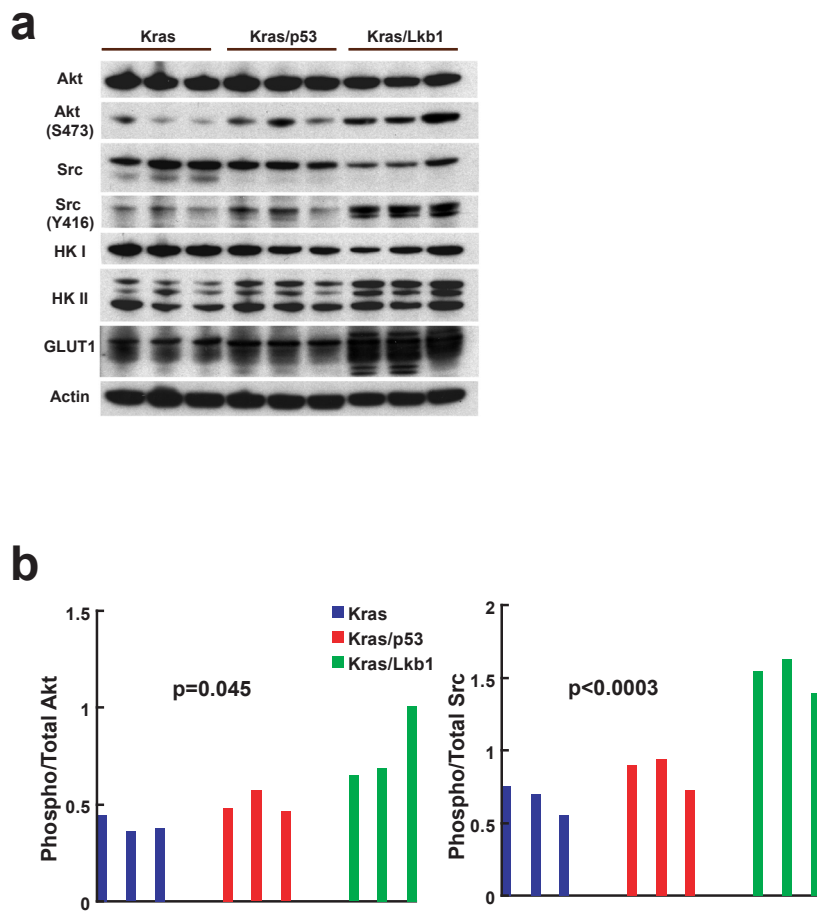 a
Kras Kras/p53 Kras/Lkb1
Akt
Akt
(S473)
Src
Src
(Y416)
HK I
HK II
GLUT1
Actin
b
Phospho/Total Akt
1.5
1
0.5
0
p=0.045
Kras
Kras/p53
Kras/Lkb1
Phospho/Total Src
2
1.5
1
0.5
0
p<0.0003